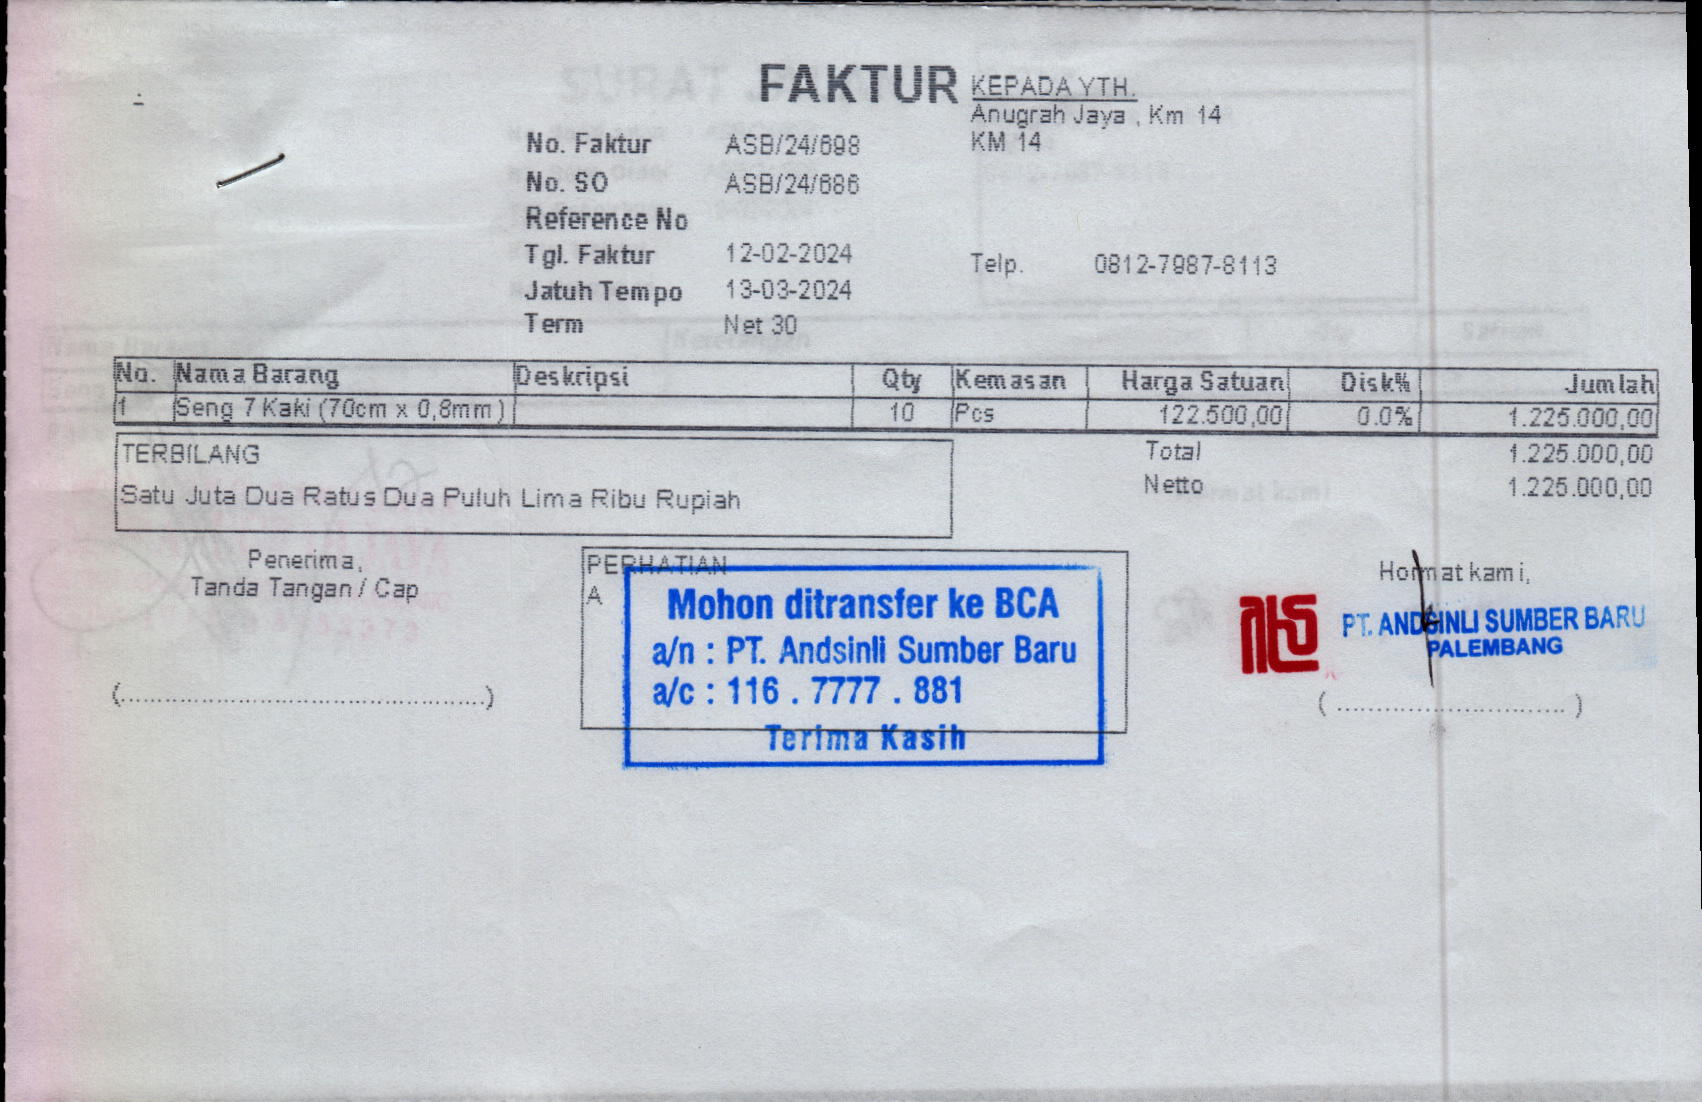 FAKTUR
No. Faktur ASB/24/698
No. SO ASB/24/686
Reference No
Tgl. Faktur 12-02-2024
Jatuh Tempo 13-03-2024
Term Net 30
KEPADA YTH.
Anugrah Jaya , Km 14
KM 14
Telp. 0812-7987-8113
No. Nama Barang Deskripsi Qty Kemasan Harga Satuan Disk% Jumlah
1 Seng 7 Kaki (70cm x 0,8mm) 10 Pcs 122.500,00 0.0% 1.225.000,00
Total 1.225.000,00
Netto 1.225.000,00
TERBILANG
Satu Juta Dua Ratus Dua Puluh Lima Ribu Rupiah
Penerima,
Tanda Tangan / Cap
(....................................................)
PERHATIAN
A
Mohon ditransfer ke BCA
a/n : PT. Andsinli Sumber Baru
a/c : 116 . 7777 . 881
Terima Kasih
Hormat kami,
PT. ANDSINLI SUMBER BARU
PALEMBANG
( ................................ )